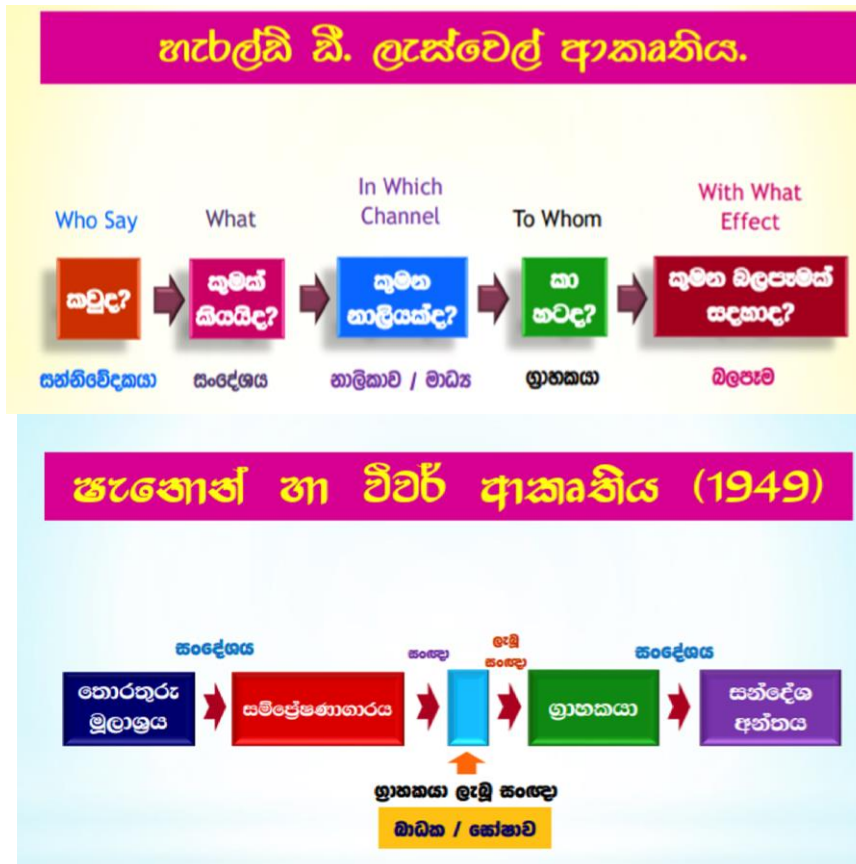 හැරල්ඩ් ඩී. ලැස්වෙල් ආකෘතිය.
Who Say
What
In Which
Channel
To Whom
With What
Effect
කවුද?
කුමක්
කියයිද?
කුමන
නාලියක්ද?
කා
හටද?
කුමන බලපෑමක්
සදහාද?
සන්නිවේදකයා
සංදේශය
නාලිකාව / මාධ්‍ය
ග්‍රාහකයා
බලපෑම
ෂැනොන් හා වීවර් ආකෘතිය (1949)
සංදේශය
සංඥා
ලැබූ
සංඥා
සංදේශය
තොරතුරු
මූලාශ්‍රය
සම්ප්‍රේෂණාගාරය
ග්‍රාහකයා
සන්දේශ
අන්තය
ග්‍රාහකයා ලැබූ සංඥා
බාධක / ඝෝෂාව